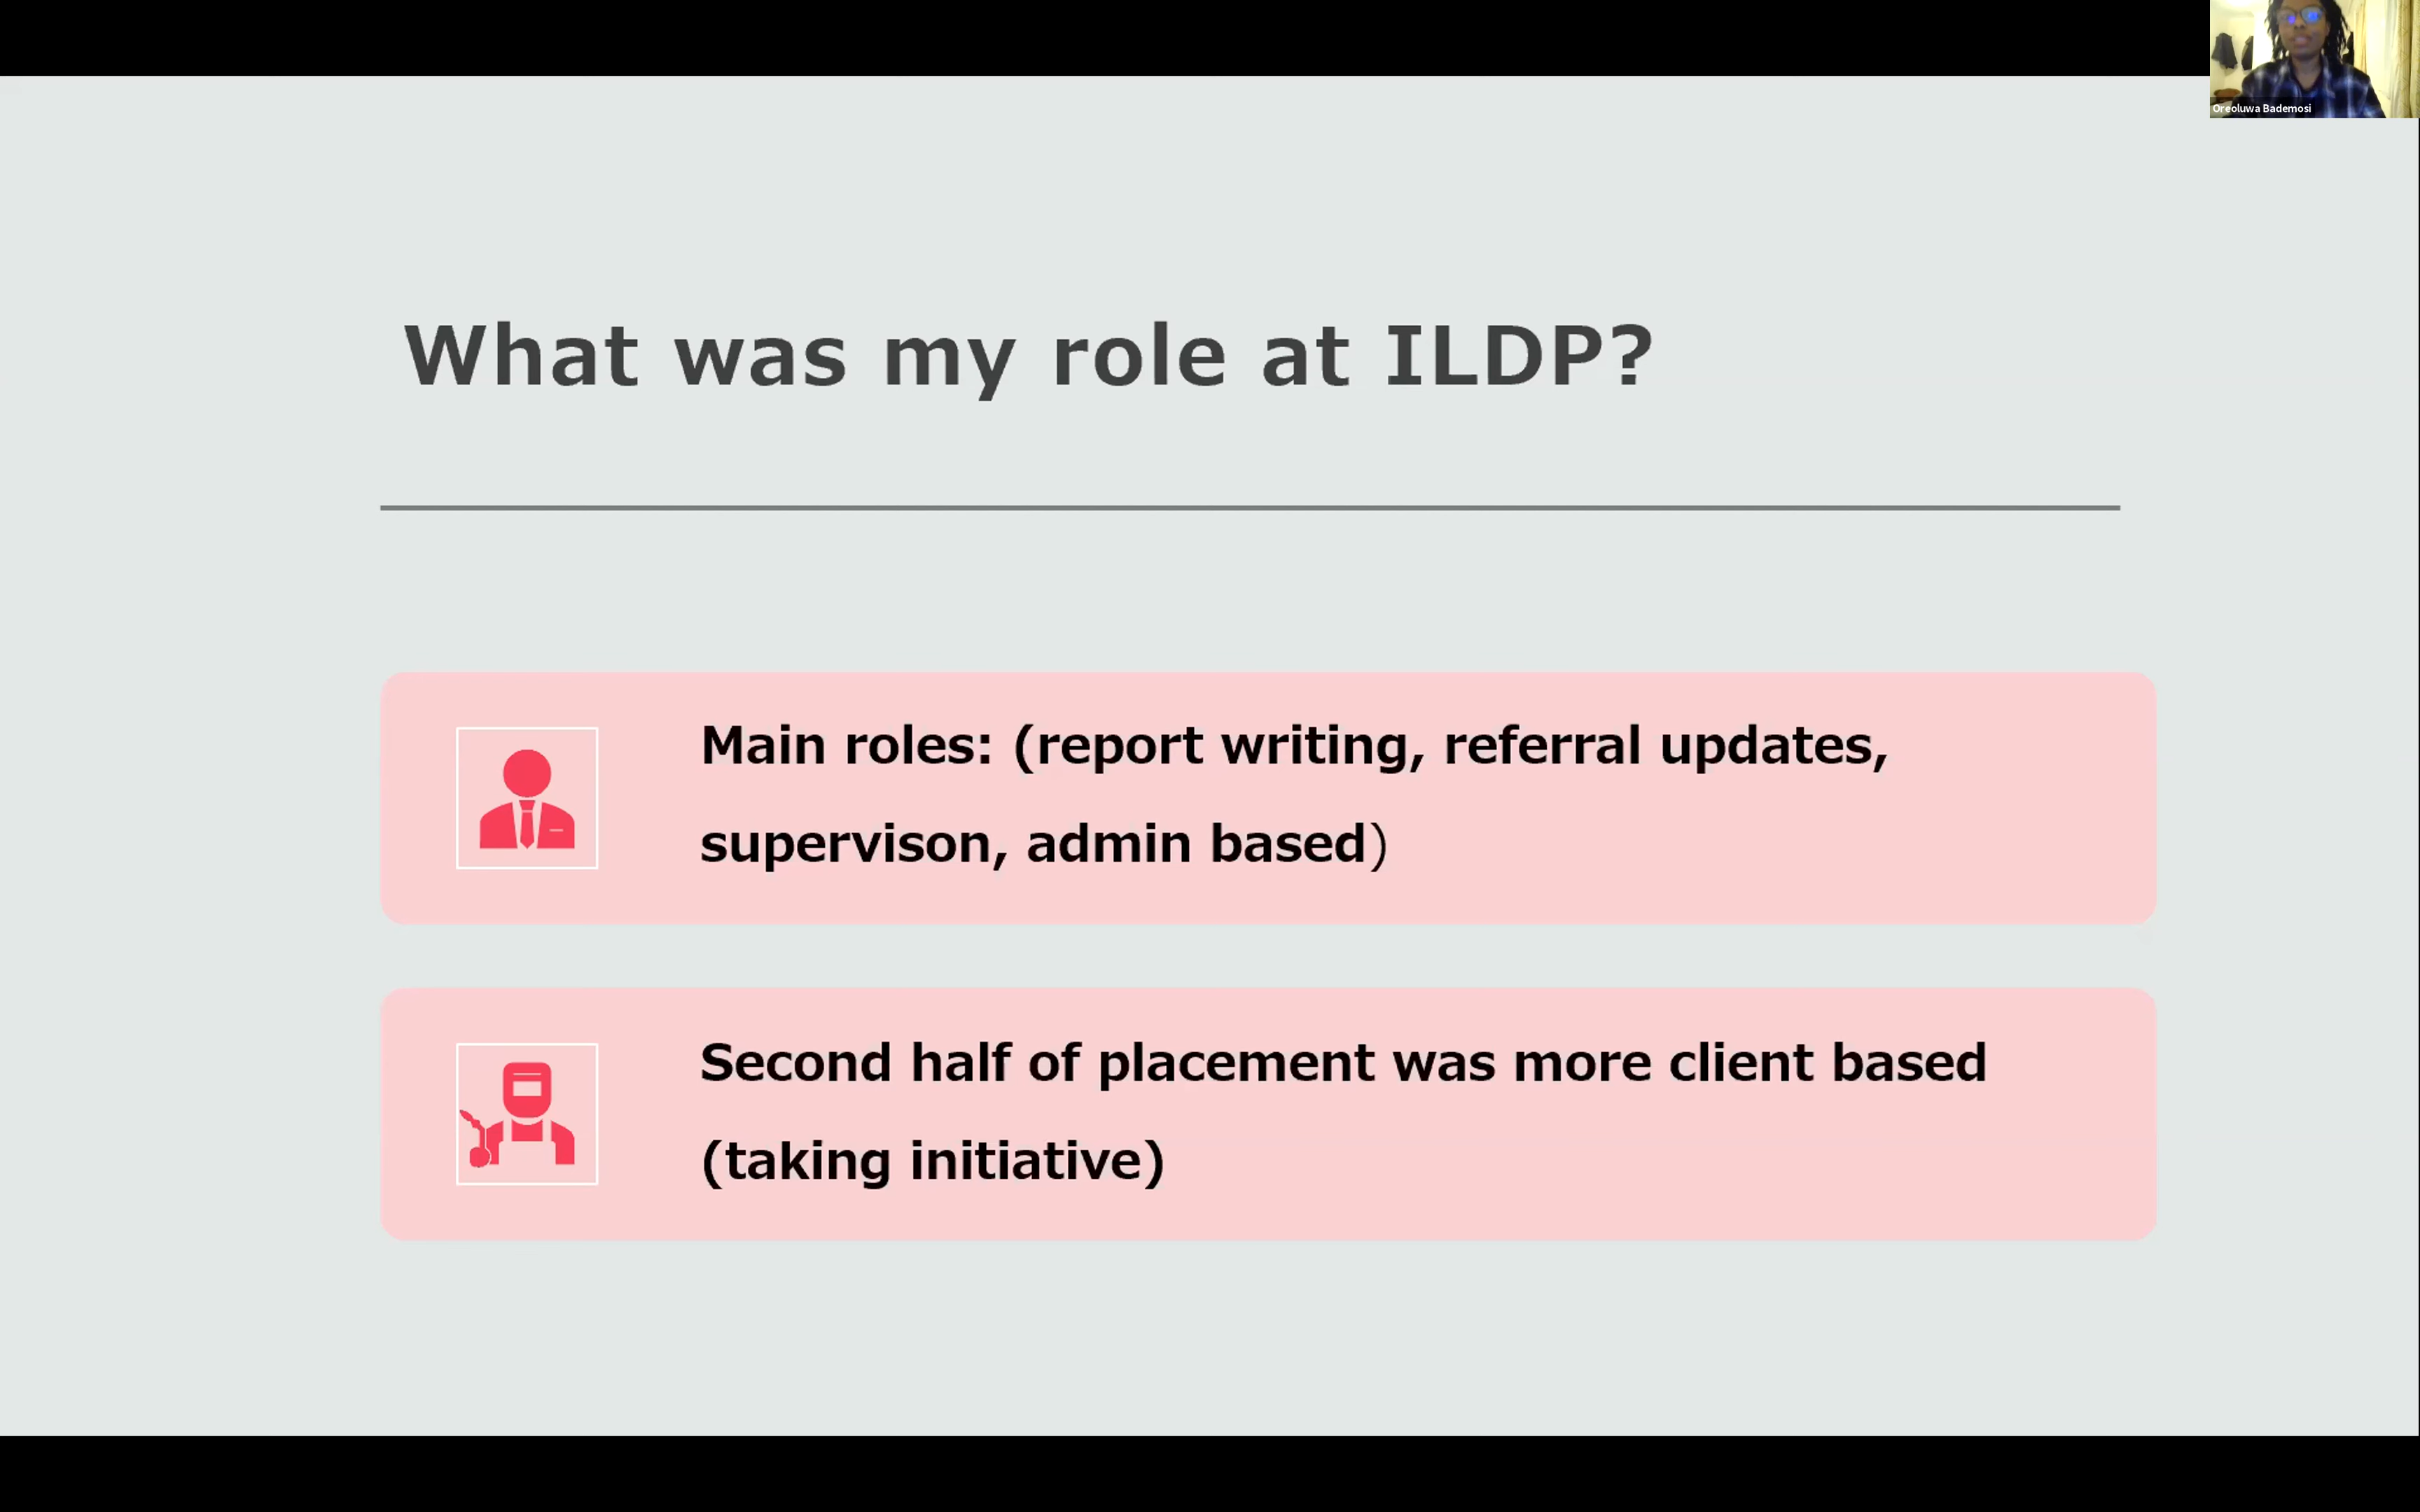 Oreoluwa Bademosi
What was my role at ILDP?
Main roles: (report writing, referral updates,
supervison, admin based)
Second half of placement was more client based
(taking initiative)